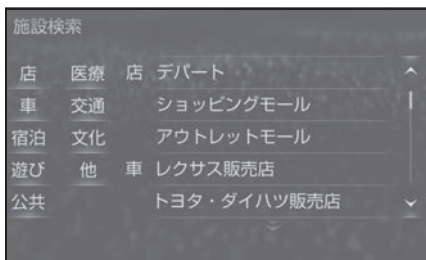 施設検索
店 医療 店 デパート
車 交通 ショッピングモール
宿泊 文化 アウトレットモール
遊び 他 車 レクサス販売店
公共 トヨタ・ダイハツ販売店